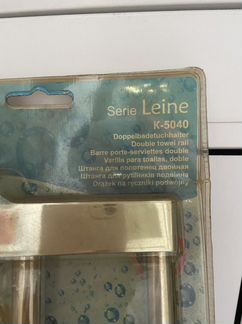 Serie Leine
K-5040
Doppelbadetuchhalter
Double towel rail
Barre porte-serviettes double
Varilla para toallas, doble
Штанга для полотенец двойная
Штанга для рушників подвійна
Drążek na ręczniki podwójny